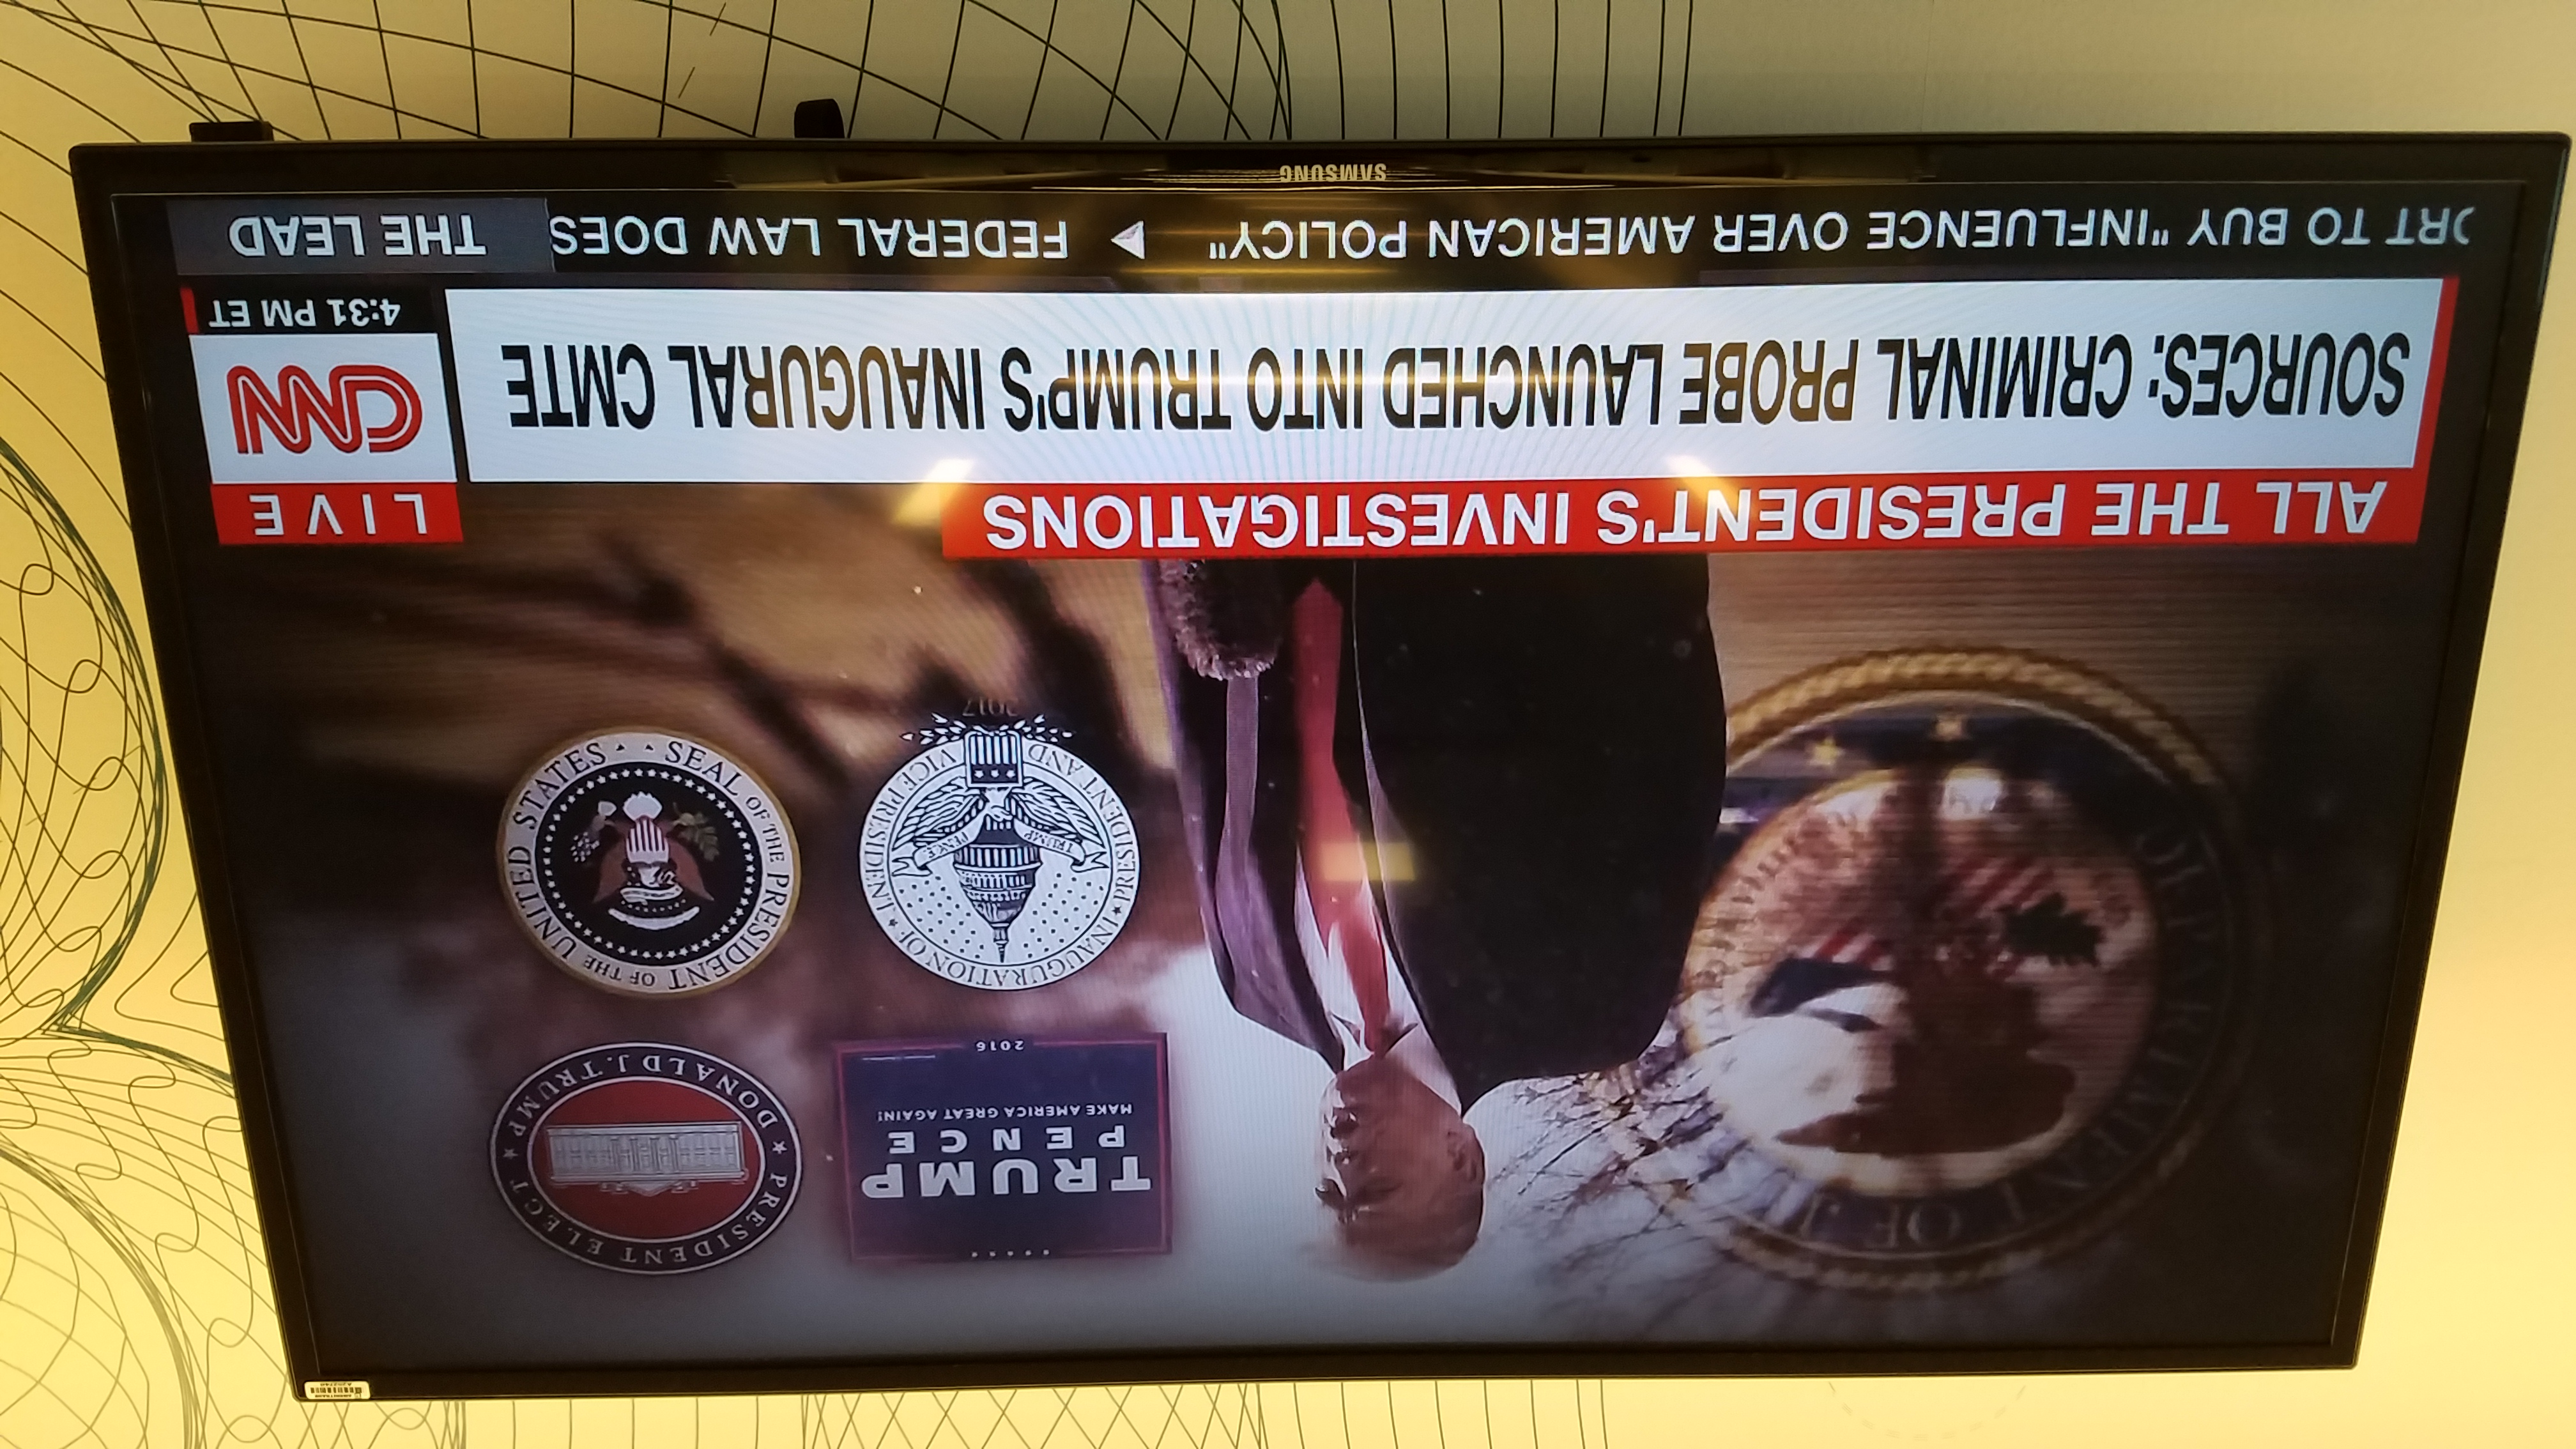 OF J
TRUMP
PENCE
MAKE AMERICA GREAT AGAIN!
2016
PRESIDENT ELECT ★ DONALD J. TRUMP ★
INAUGURATION OF ★ PRESIDENT AND VICE PRESIDENT ★
TRUMP PENCE
2017
SEAL OF THE PRESIDENT OF THE UNITED STATES
ALL THE PRESIDENT'S INVESTIGATIONS
LIVE
SOURCES: CRIMINAL PROBE LAUNCHED INTO TRUMP'S INAUGURAL CMTE
CNN
4:31 PM ET
ORT TO BUY "INFLUENCE OVER AMERICAN POLICY" ▶ FEDERAL LAW DOES
THE LEAD
SAMSUNG